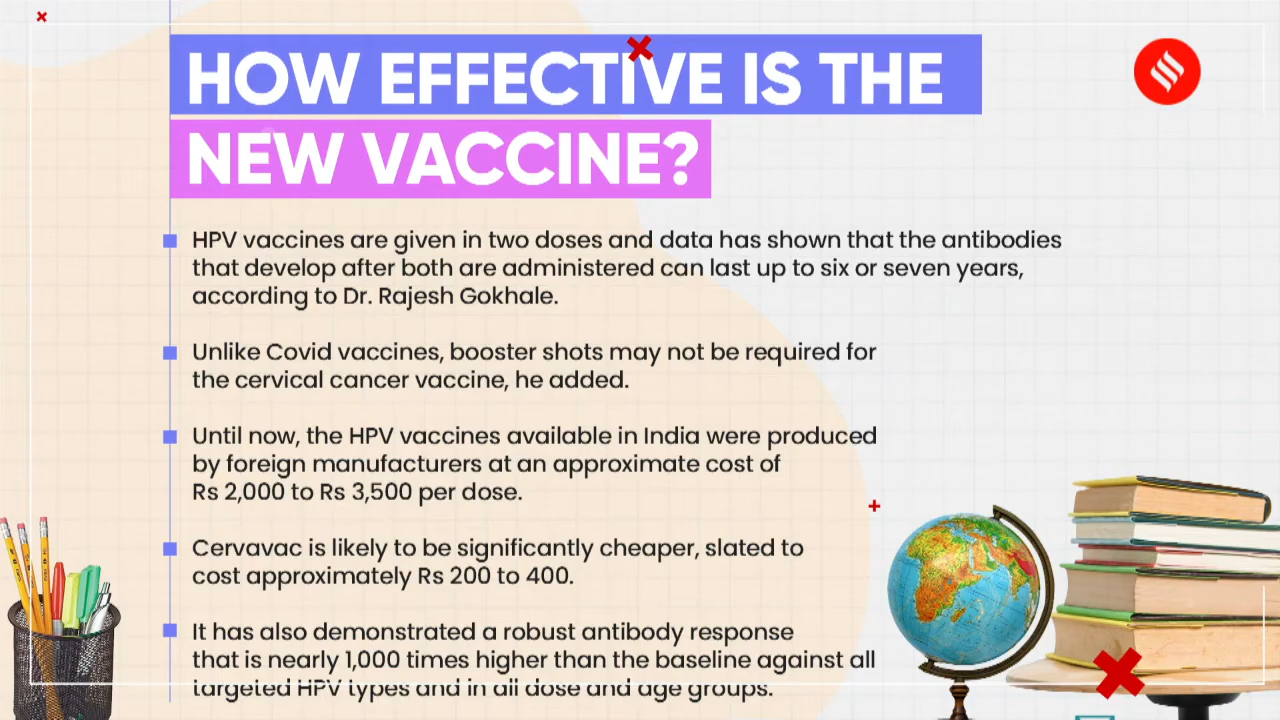 HOW EFFECTIVE IS THE
NEW VACCINE?
HPV vaccines are given in two doses and data has shown that the antibodies
that develop after both are administered can last up to six or seven years,
according to Dr. Rajesh Gokhale.
Unlike Covid vaccines, booster shots may not be required for
the cervical cancer vaccine, he added.
Until now, the HPV vaccines available in India were produced
by foreign manufacturers at an approximate cost of
Rs 2,000 to Rs 3,500 per dose.
Cervavac is likely to be significantly cheaper, slated to
cost approximately Rs 200 to 400.
It has also demonstrated a robust antibody response
that is nearly 1,000 times higher than the baseline against all
targeted HPV types and in all dose and age groups.